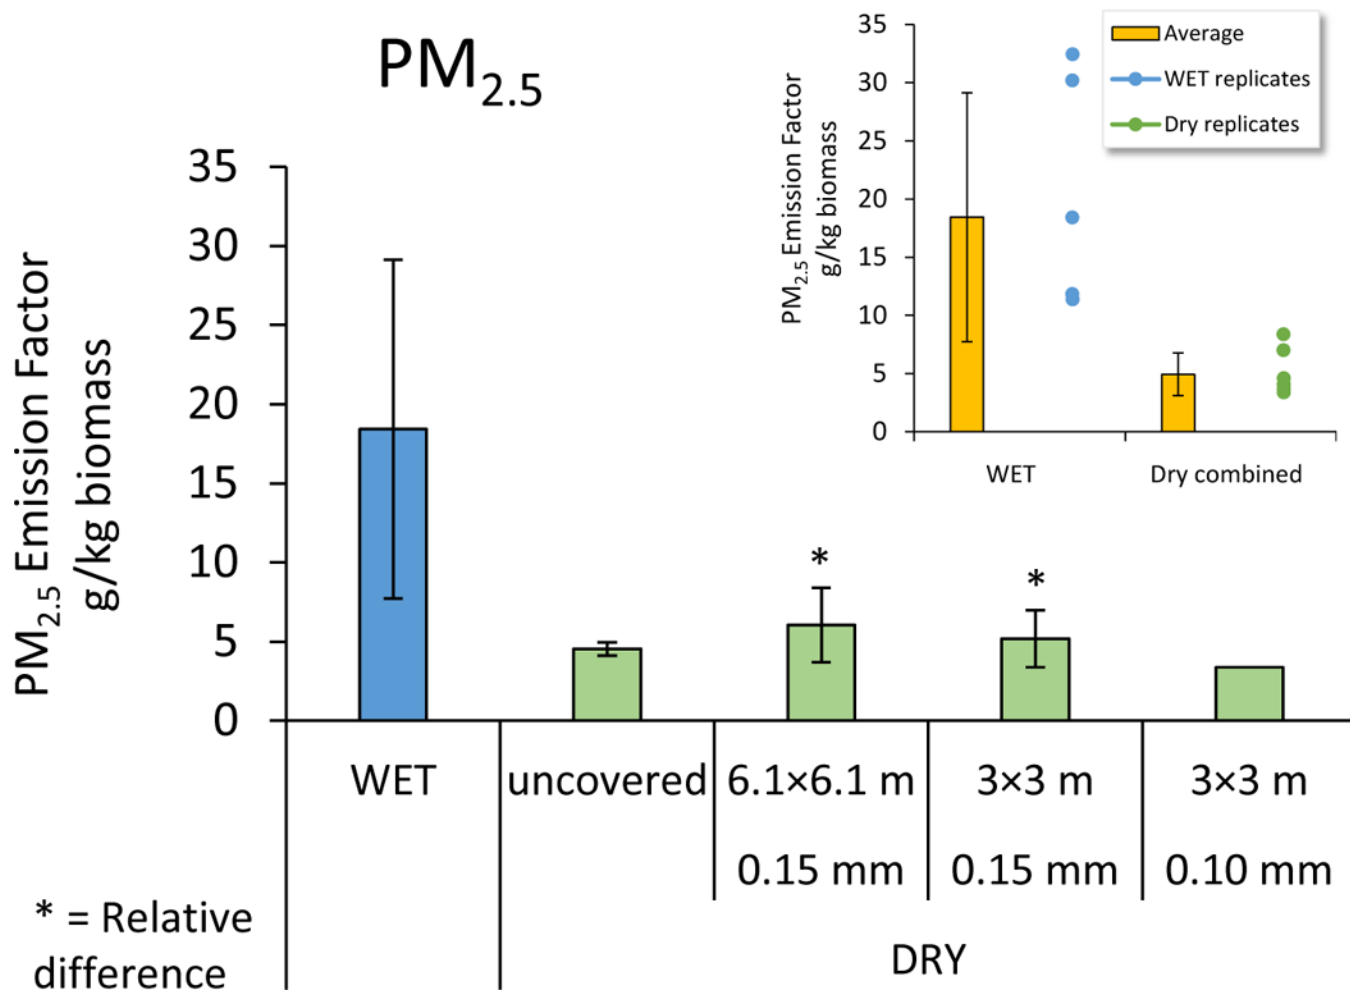 PM2.5
PM2.5 Emission Factor
g/kg biomass
35
30
25
20
15
10
5
0
*
*
WET
uncovered
6.1×6.1 m
3×3 m
3×3 m
0.15 mm
0.15 mm
0.10 mm
DRY
* = Relative
difference
PM2.5 Emission Factor
g/kg biomass
35
30
25
20
15
10
5
0
WET
Dry combined
Average
WET replicates
Dry replicates